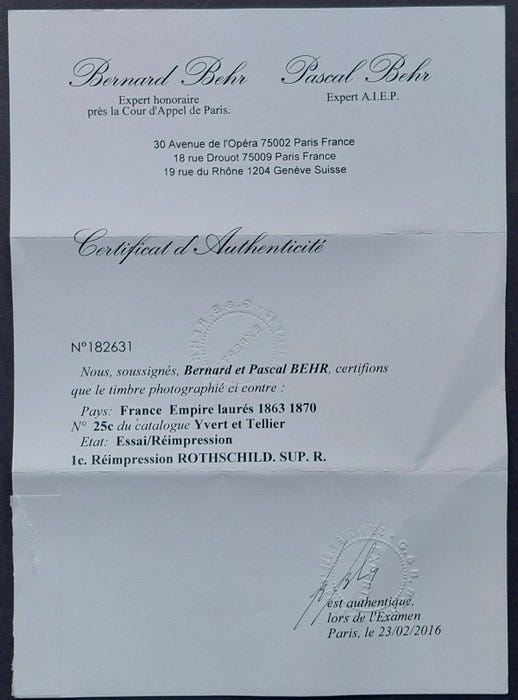 Bernard Behr Pascal Behr
Expert honoraire Expert A.I.E.P.
près la Cour d'Appel de Paris.
30 Avenue de l'Opéra 75002 Paris France
18 rue Drouot 75009 Paris France
19 rue du Rhône 1204 Genève Suisse
Certificat d'Authenticité
N°182631
Nous, soussignés, Bernard et Pascal BEHR, certifions
que le timbre photographié ci contre :
Pays: France Empire laurés 1863 1870
N° 25c du catalogue Yvert et Tellier
Etat: Essai/Réimpression
1c. Réimpression ROTHSCHILD. SUP. R.
est authentique,
lors de l'Examen
Paris, le 23/02/2016